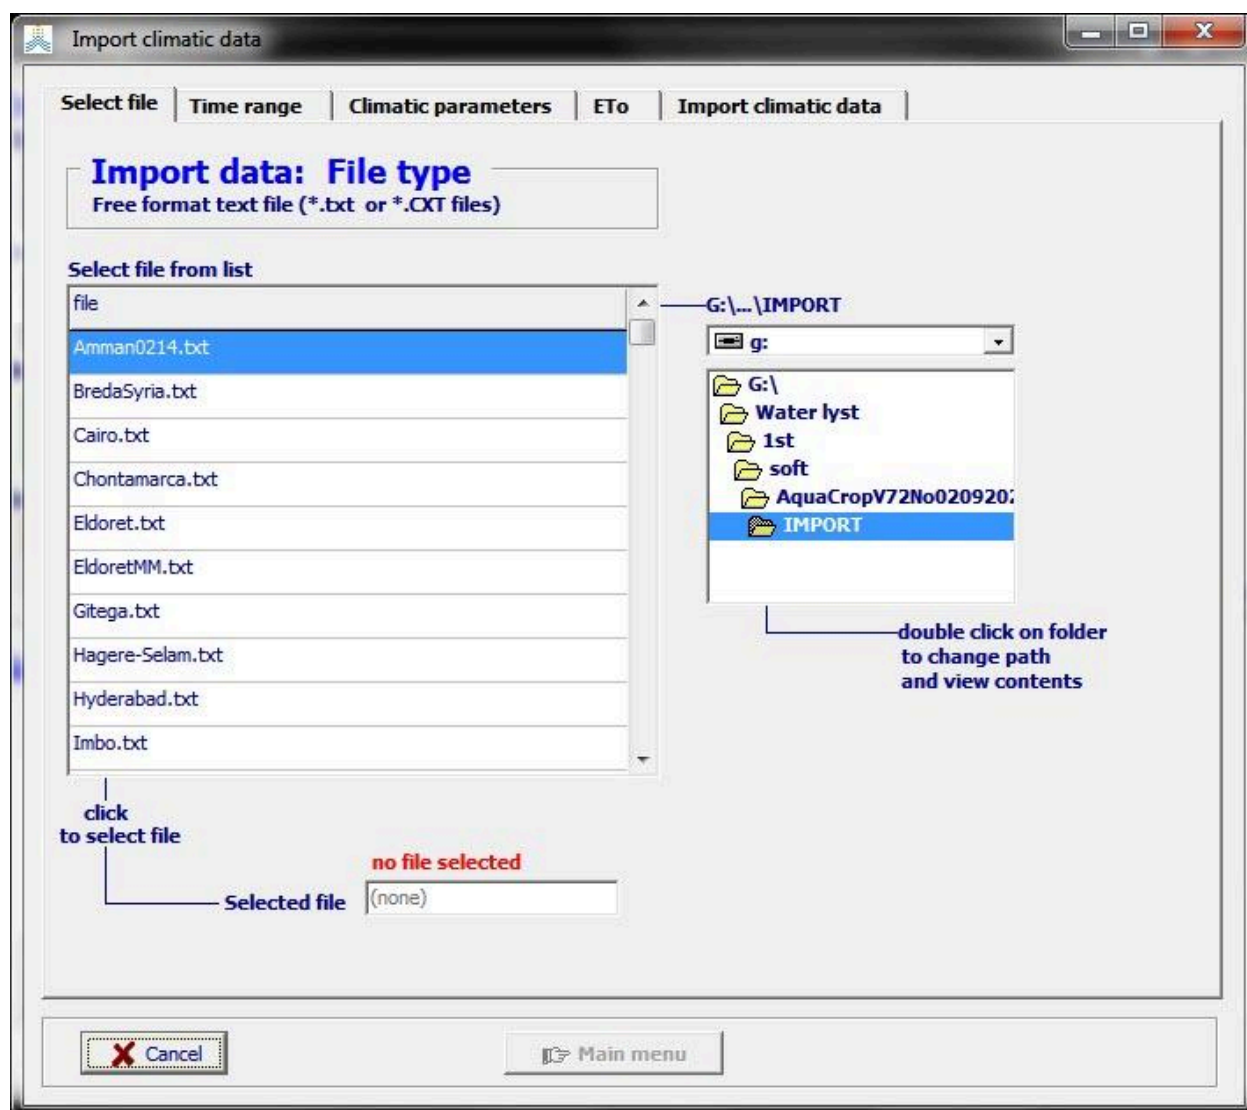 Import climatic data
Select file
Time range
Climatic parameters
ETo
Import climatic data
Import data: File type
Free format text file (*.txt or *.CXT files)
Select file from list
file
Amman0214.txt
BredaSyria.txt
Cairo.txt
Chontamarca.txt
Eldoret.txt
EldoretMM.txt
Gitega.txt
Hagere-Selam.txt
Hyderabad.txt
Imbo.txt
G:\...\IMPORT
g:
G:\
Water lyst
1st
soft
AquaCropV72No0209202
IMPORT
double click on folder
to change path
and view contents
click
to select file
no file selected
Selected file (none)
Cancel
Main menu